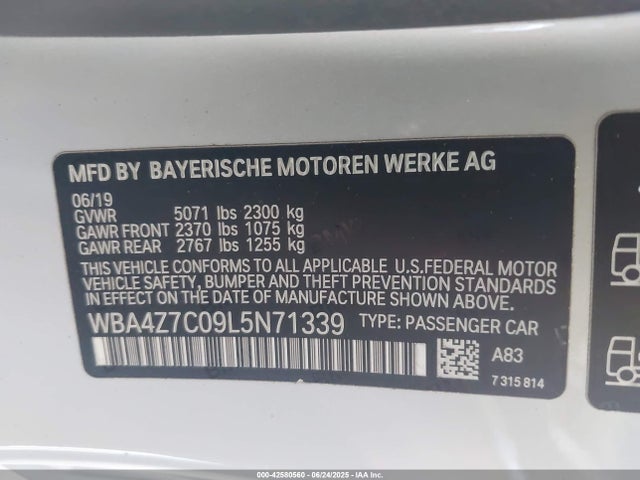 MFD BY BAYERISCHE MOTOREN WERKE AG
06/19
GVWR 5071 lbs 2300 kg
GAWR FRONT 2370 lbs 1075 kg
GAWR REAR 2767 lbs 1255 kg
THIS VEHICLE CONFORMS TO ALL APPLICABLE U.S.FEDERAL MOTOR
VEHICLE SAFETY, BUMPER AND THEFT PREVENTION STANDARDS
IN EFFECT ON THE DATE OF MANUFACTURE SHOWN ABOVE.
WBA4Z7C09L5N71339 TYPE: PASSENGER CAR
A83
7 315 814
000-42580560 - 06/24/2025 - IAA Inc.